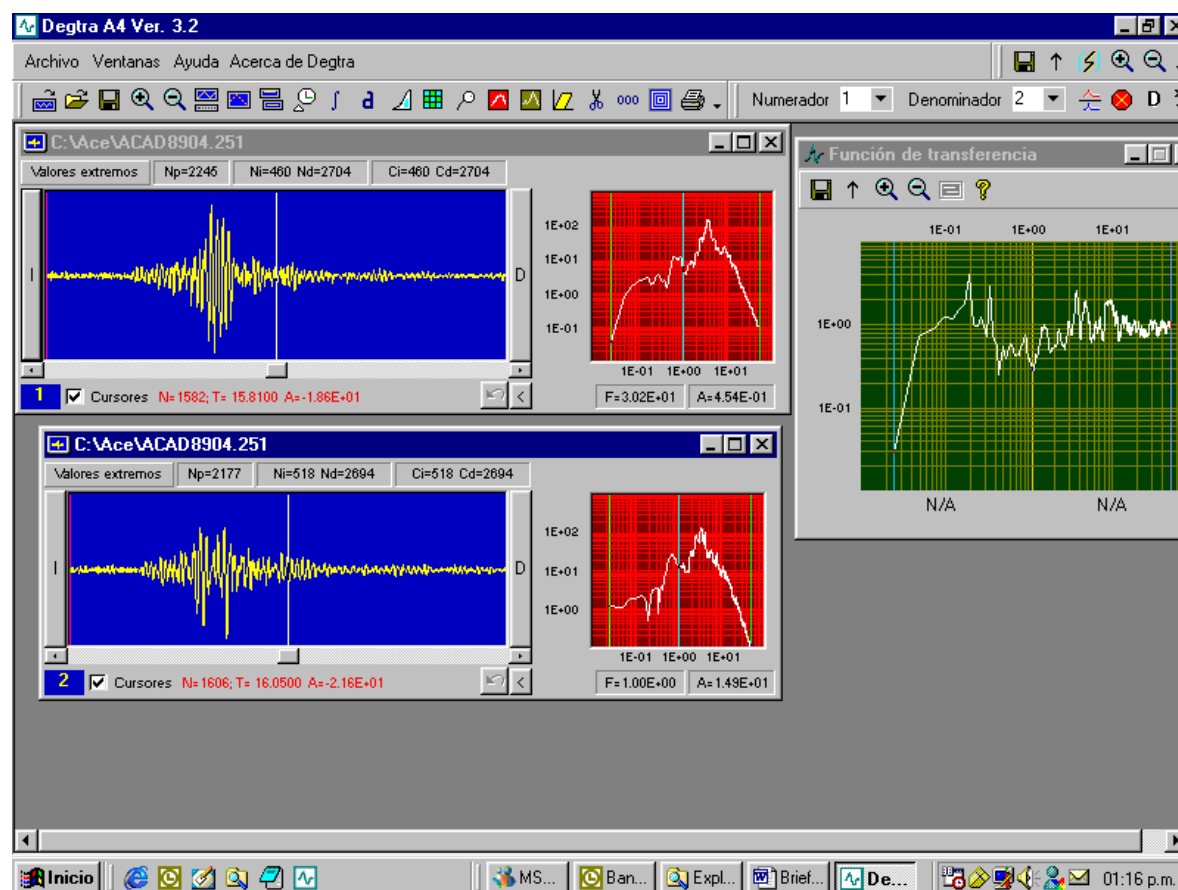 Degtra A4 Ver. 3.2
Archivo Ventanas Ayuda Acerca de Degtra
Numerador 1 Denominador 2 D
C:\Ace\ACAD8904.251
Valores extremos Np=2245 Ni=460 Nd=2704 Ci=460 Cd=2704
I D
1E+02
1E+01
1E+00
1E-01
1E-01 1E+00 1E+01
1 Cursores N=1582; T= 15.8100 A=-1.86E+01 < F=3.02E+01 A=4.54E-01
Función de transferencia
1E-01 1E+00 1E+01
1E+00
1E-01
N/A N/A
C:\Ace\ACAD8904.251
Valores extremos Np=2177 Ni=518 Nd=2694 Ci=518 Cd=2694
I D
1E+02
1E+01
1E+00
1E-01 1E+00 1E+01
2 Cursores N=1606; T= 16.0500 A=-2.16E+01 < F=1.00E+00 A=1.49E+01
Inicio MS... Ban... Expl... Brief... De... 01:16 p.m.